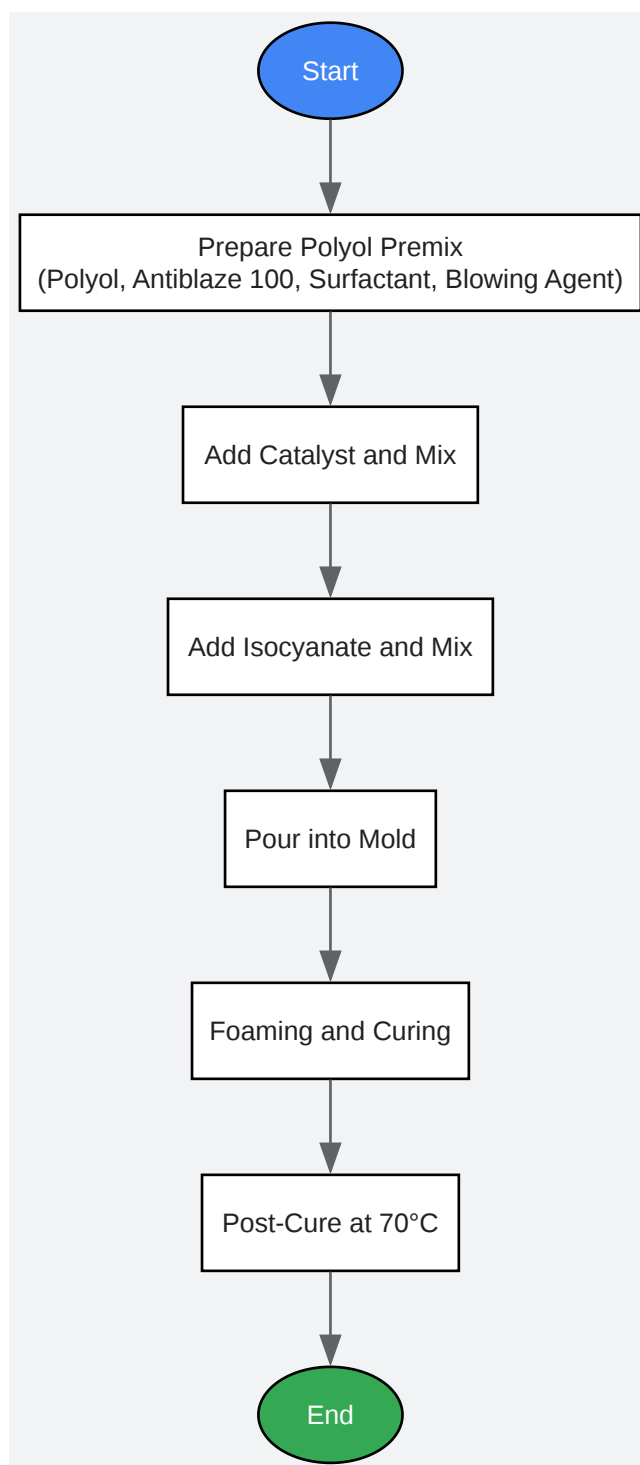 Start
Prepare Polyol Premix
(Polyol, Antiblaze 100, Surfactant, Blowing Agent)
Add Catalyst and Mix
Add Isocyanate and Mix
Pour into Mold
Foaming and Curing
Post-Cure at 70°C
End